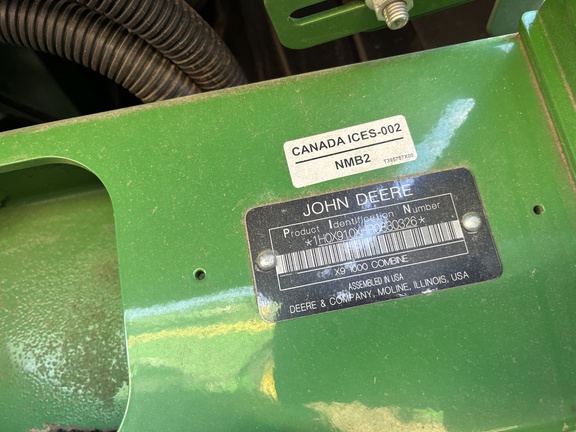 CANADA ICES-002
NMB2
JOHN DEERE
Product Identification Number
X9 1000 COMBINE
ASSEMBLED IN USA
DEERE & COMPANY, MOLINE, ILLINOIS, USA